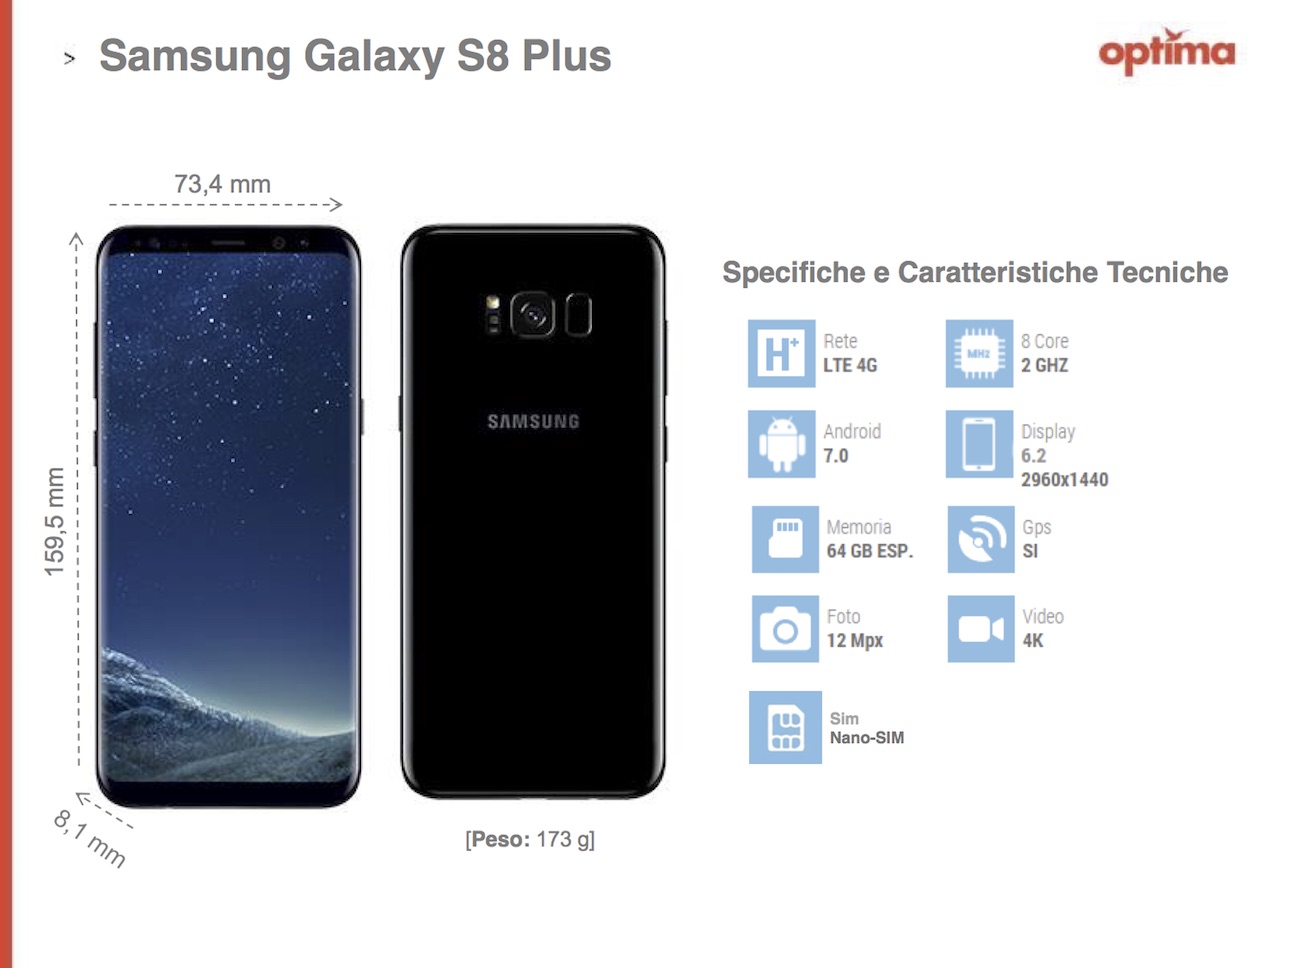 > Samsung Galaxy S8 Plus
optima
73,4 mm
159,5 mm
8,1 mm
SAMSUNG
[Peso: 173 g]
Specifiche e Caratteristiche Tecniche
H+
Rete
LTE 4G
MHz
8 Core
2 GHZ
Android
7.0
Display
6.2
2960x1440
Memoria
64 GB ESP.
Gps
SI
Foto
12 Mpx
Video
4K
Sim
Nano-SIM